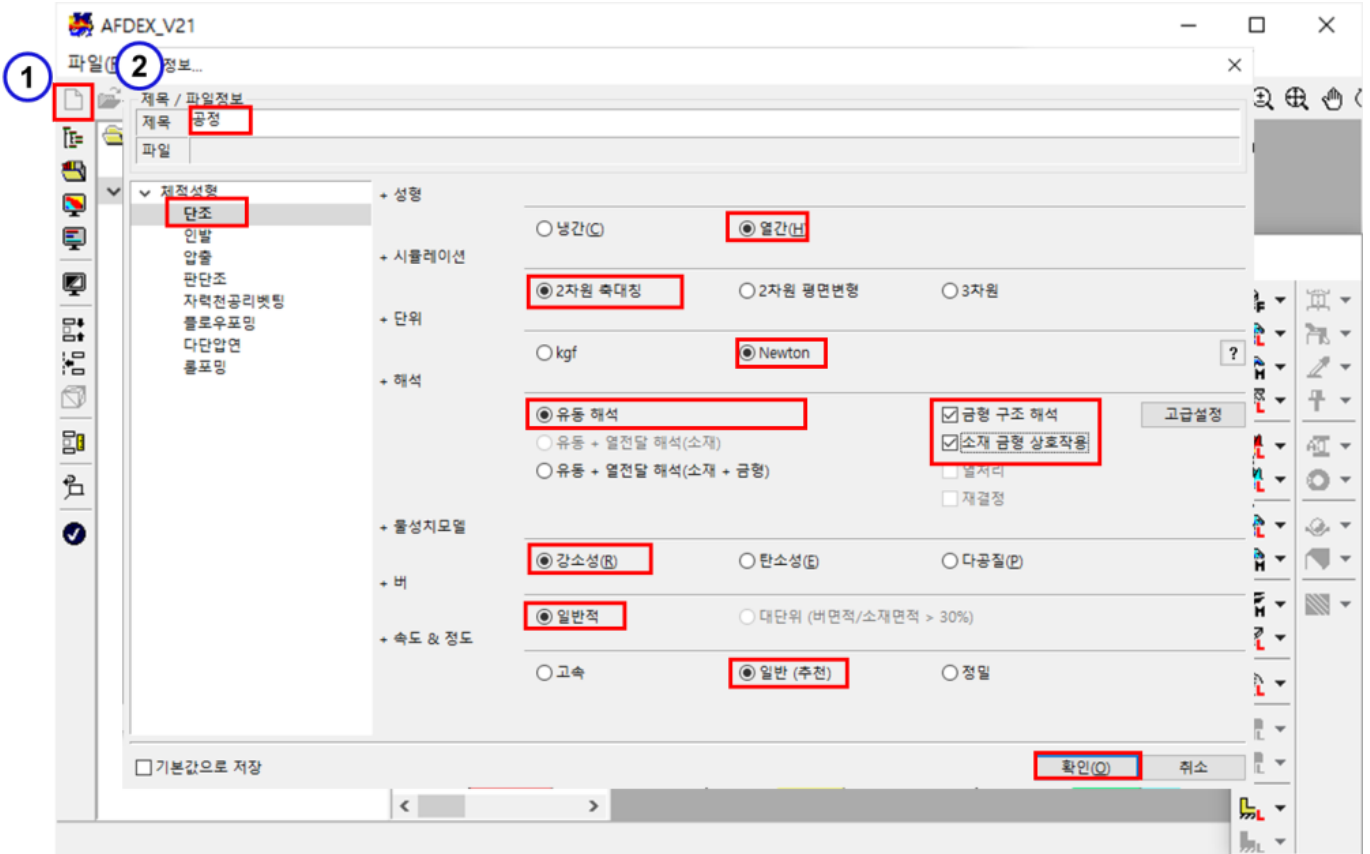 AFDEX_V21
1
파일(F
2
정보...
제목 / 파일정보
제목
공정
파일
체적성형
단조
인발
압출
판단조
자력천공리벳팅
플로우포밍
다단압연
롤포밍
+ 성형
냉간(C)
열간(H)
+ 시뮬레이션
2차원 축대칭
2차원 평면변형
3차원
+ 단위
kgf
Newton
?
+ 해석
유동 해석
금형 구조 해석
고급설정
유동 + 열전달 해석(소재)
소재 금형 상호작용
유동 + 열전달 해석(소재 + 금형)
열처리
재결정
+ 물성치모델
강소성(R)
탄소성(E)
다공질(P)
+ 버
일반적
대단위 (버면적/소재면적 > 30%)
+ 속도 & 정도
고속
일반 (추천)
정밀
기본값으로 저장
확인(O)
취소